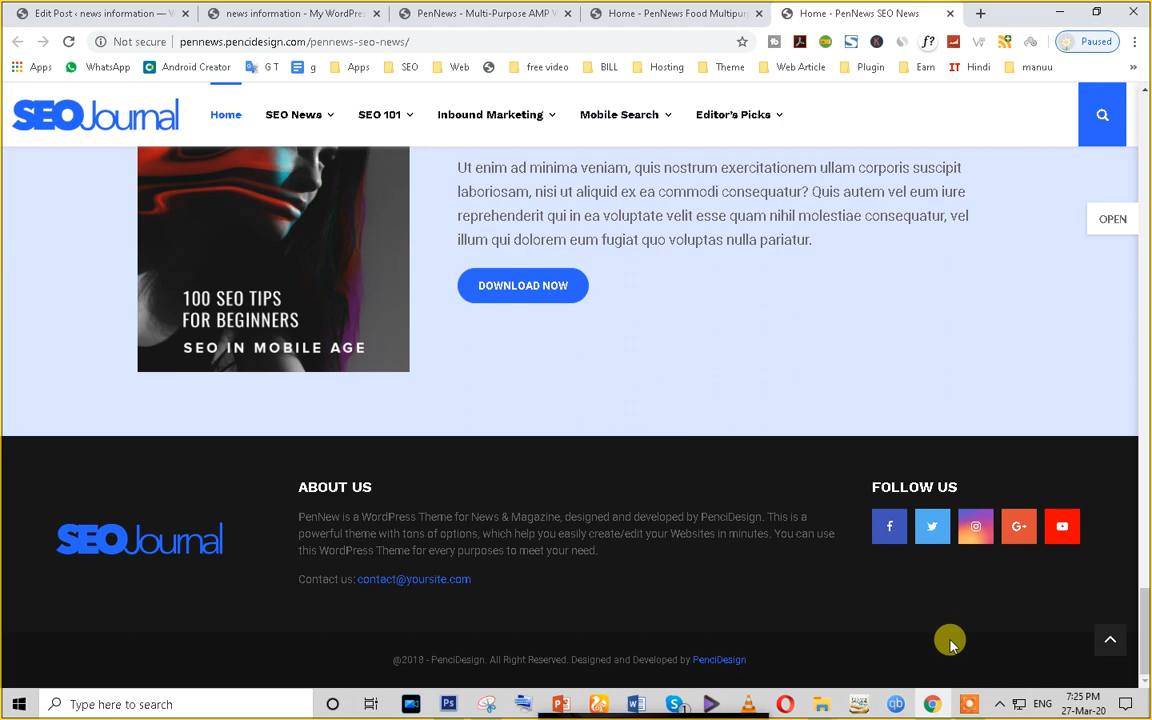 Edit Post ‹ news information — W
news information - My WordPres
PenNews - Multi-Purpose AMP V
Home - PenNews Food Multipur
Home - PenNews SEO News
Not secure | pennews.pencidesign.com/pennews-seo-news/
Paused
Apps WhatsApp Android Creator G T g Apps SEO Web free video BILL Hosting Theme Web Article Plugin Earn IT Hindi manuu »
SEOJournal Home SEO News SEO 101 Inbound Marketing Mobile Search Editor's Picks
Ut enim ad minima veniam, quis nostrum exercitationem ullam corporis suscipit
laboriosam, nisi ut aliquid ex ea commodi consequatur? Quis autem vel eum iure
reprehenderit qui in ea voluptate velit esse quam nihil molestiae consequatur, vel
illum qui dolorem eum fugiat quo voluptas nulla pariatur.
OPEN
DOWNLOAD NOW
100 SEO TIPS
FOR BEGINNERS
SEO IN MOBILE AGE
SEOJournal
ABOUT US
PenNew is a WordPress Theme for News & Magazine, designed and developed by PenciDesign. This is a
powerful theme with tons of options, which help you easily create/edit your Websites in minutes. You can use
this WordPress Theme for every purposes to meet your need.
Contact us: contact@yoursite.com
FOLLOW US
@2018 - PenciDesign. All Right Reserved. Designed and Developed by PenciDesign
Type here to search
ENG
7:25 PM
27-Mar-20